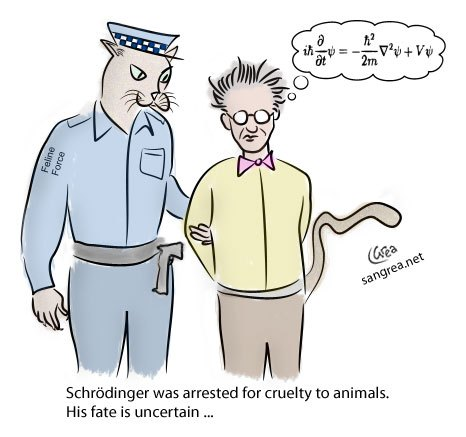 iℏ ∂/∂t ψ = −ℏ²/2m ∇²ψ + Vψ
Feline
Force
Crea
sangrea.net
Schrödinger was arrested for cruelty to animals.
His fate is uncertain ...